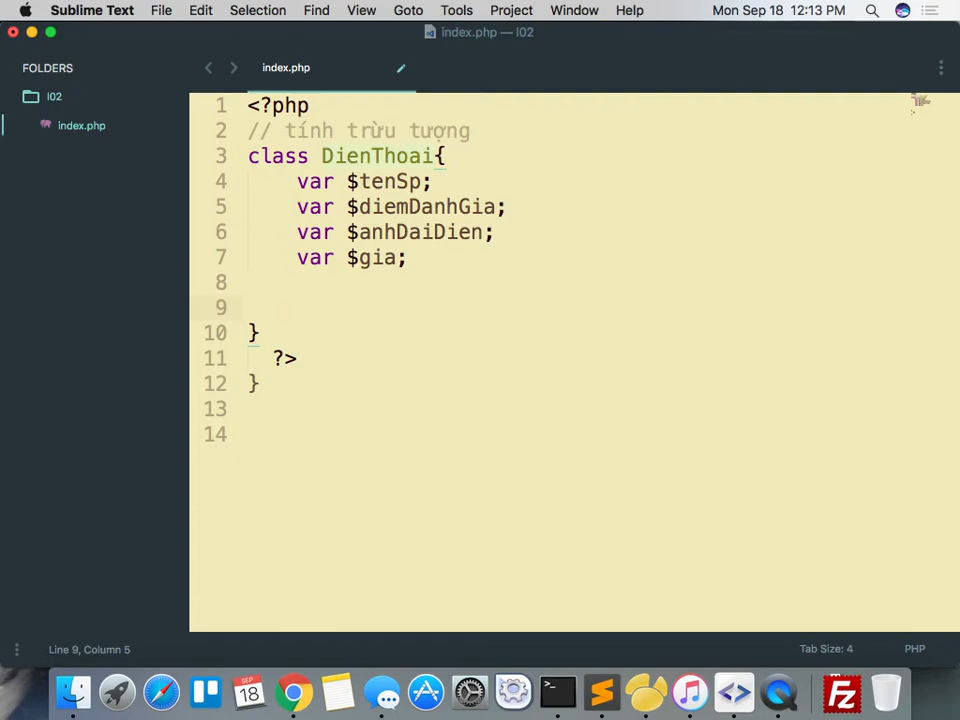 Sublime Text File Edit Selection Find View Goto Tools Project Window Help Mon Sep 18 12:13 PM
index.php — l02
FOLDERS
l02
index.php
index.php
1 <?php
2 // tính trừu tượng
3 class DienThoai{
4 var $tenSp;
5 var $diemDanhGia;
6 var $anhDaiDien;
7 var $gia;
8
9
10 }
11 ?>
12 }
13
14
Line 9, Column 5 Tab Size: 4 PHP
SEP
18